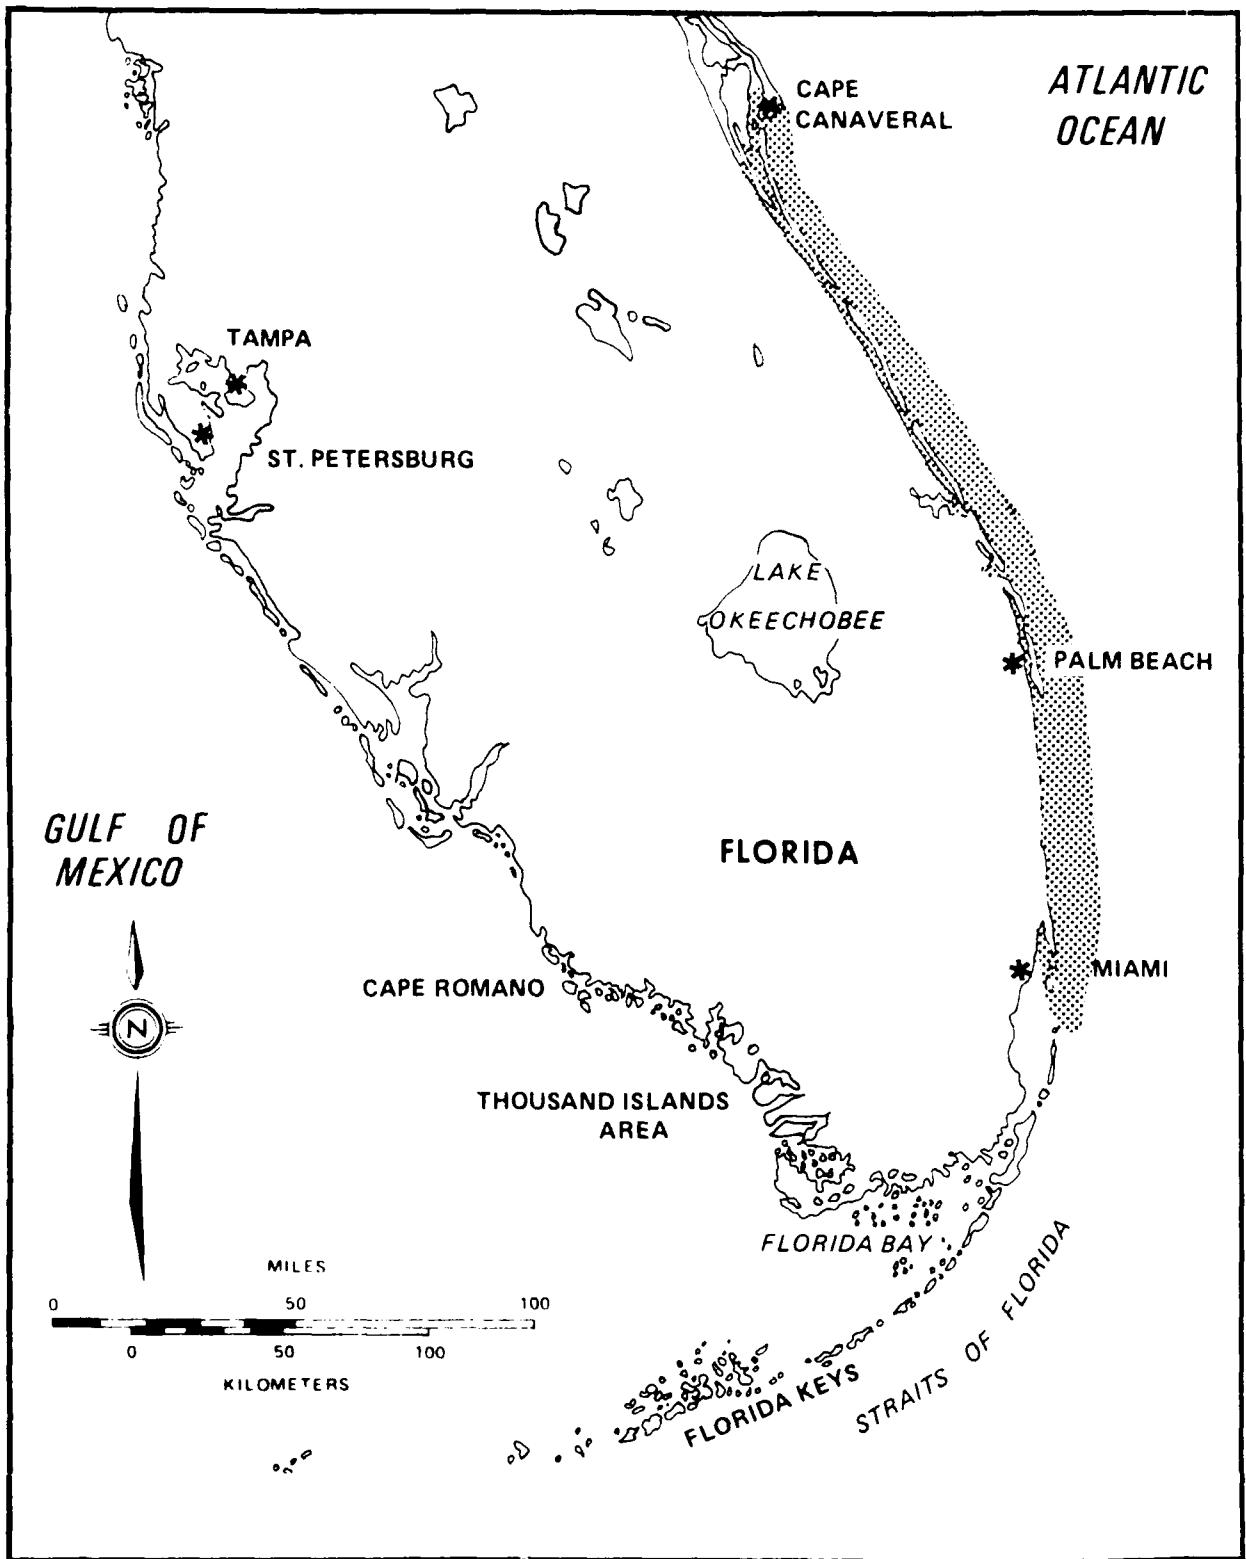 ATLANTIC
OCEAN
CAPE
CANAVERAL
TAMPA
ST. PETERSBURG
LAKE
OKEECHOBEE
PALM BEACH
GULF OF
MEXICO
FLORIDA
CAPE ROMANO
MIAMI
N
THOUSAND ISLANDS
AREA
FLORIDA BAY
MILES
0 50 100
0 50 100
KILOMETERS
FLORIDA KEYS
STRAITS OF FLORIDA